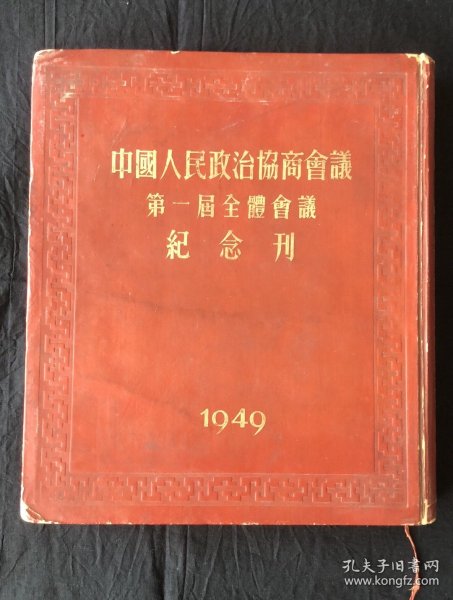 中國人民政治協商會議
第一屆全體會議
紀念刊
1949
孔夫子旧书网
www.kongfz.com